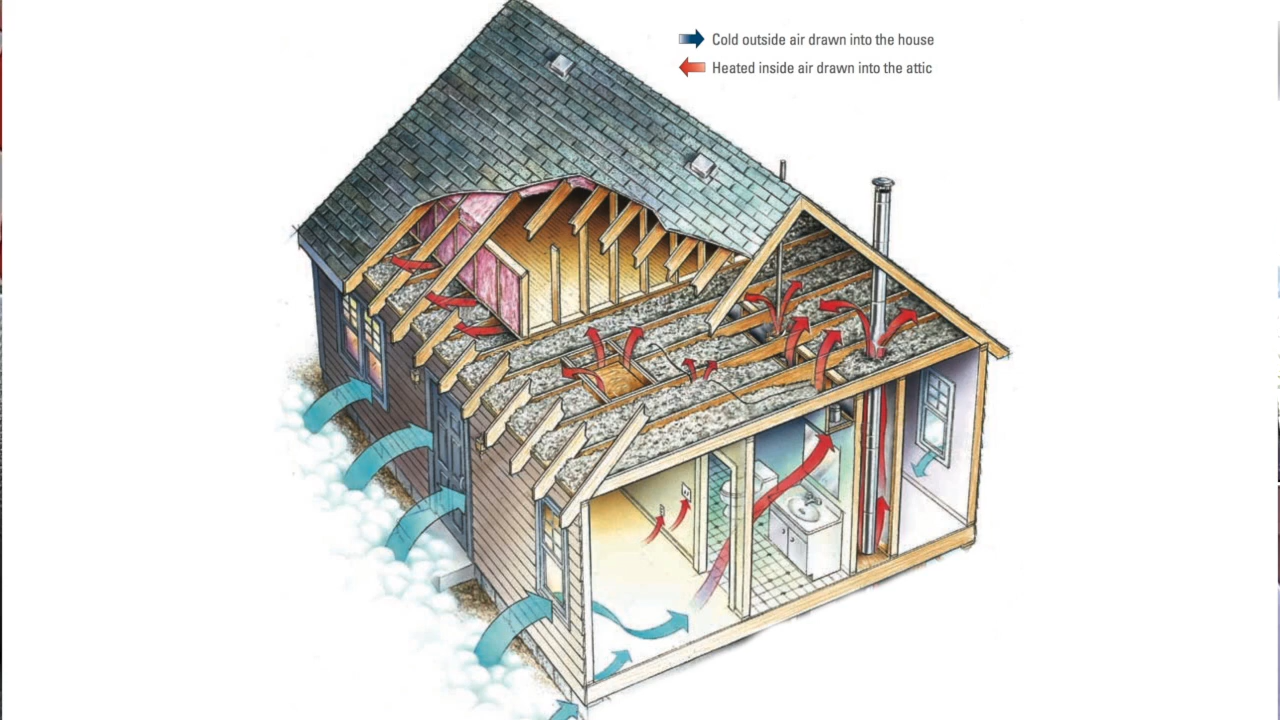 Cold outside air drawn into the house
Heated inside air drawn into the attic